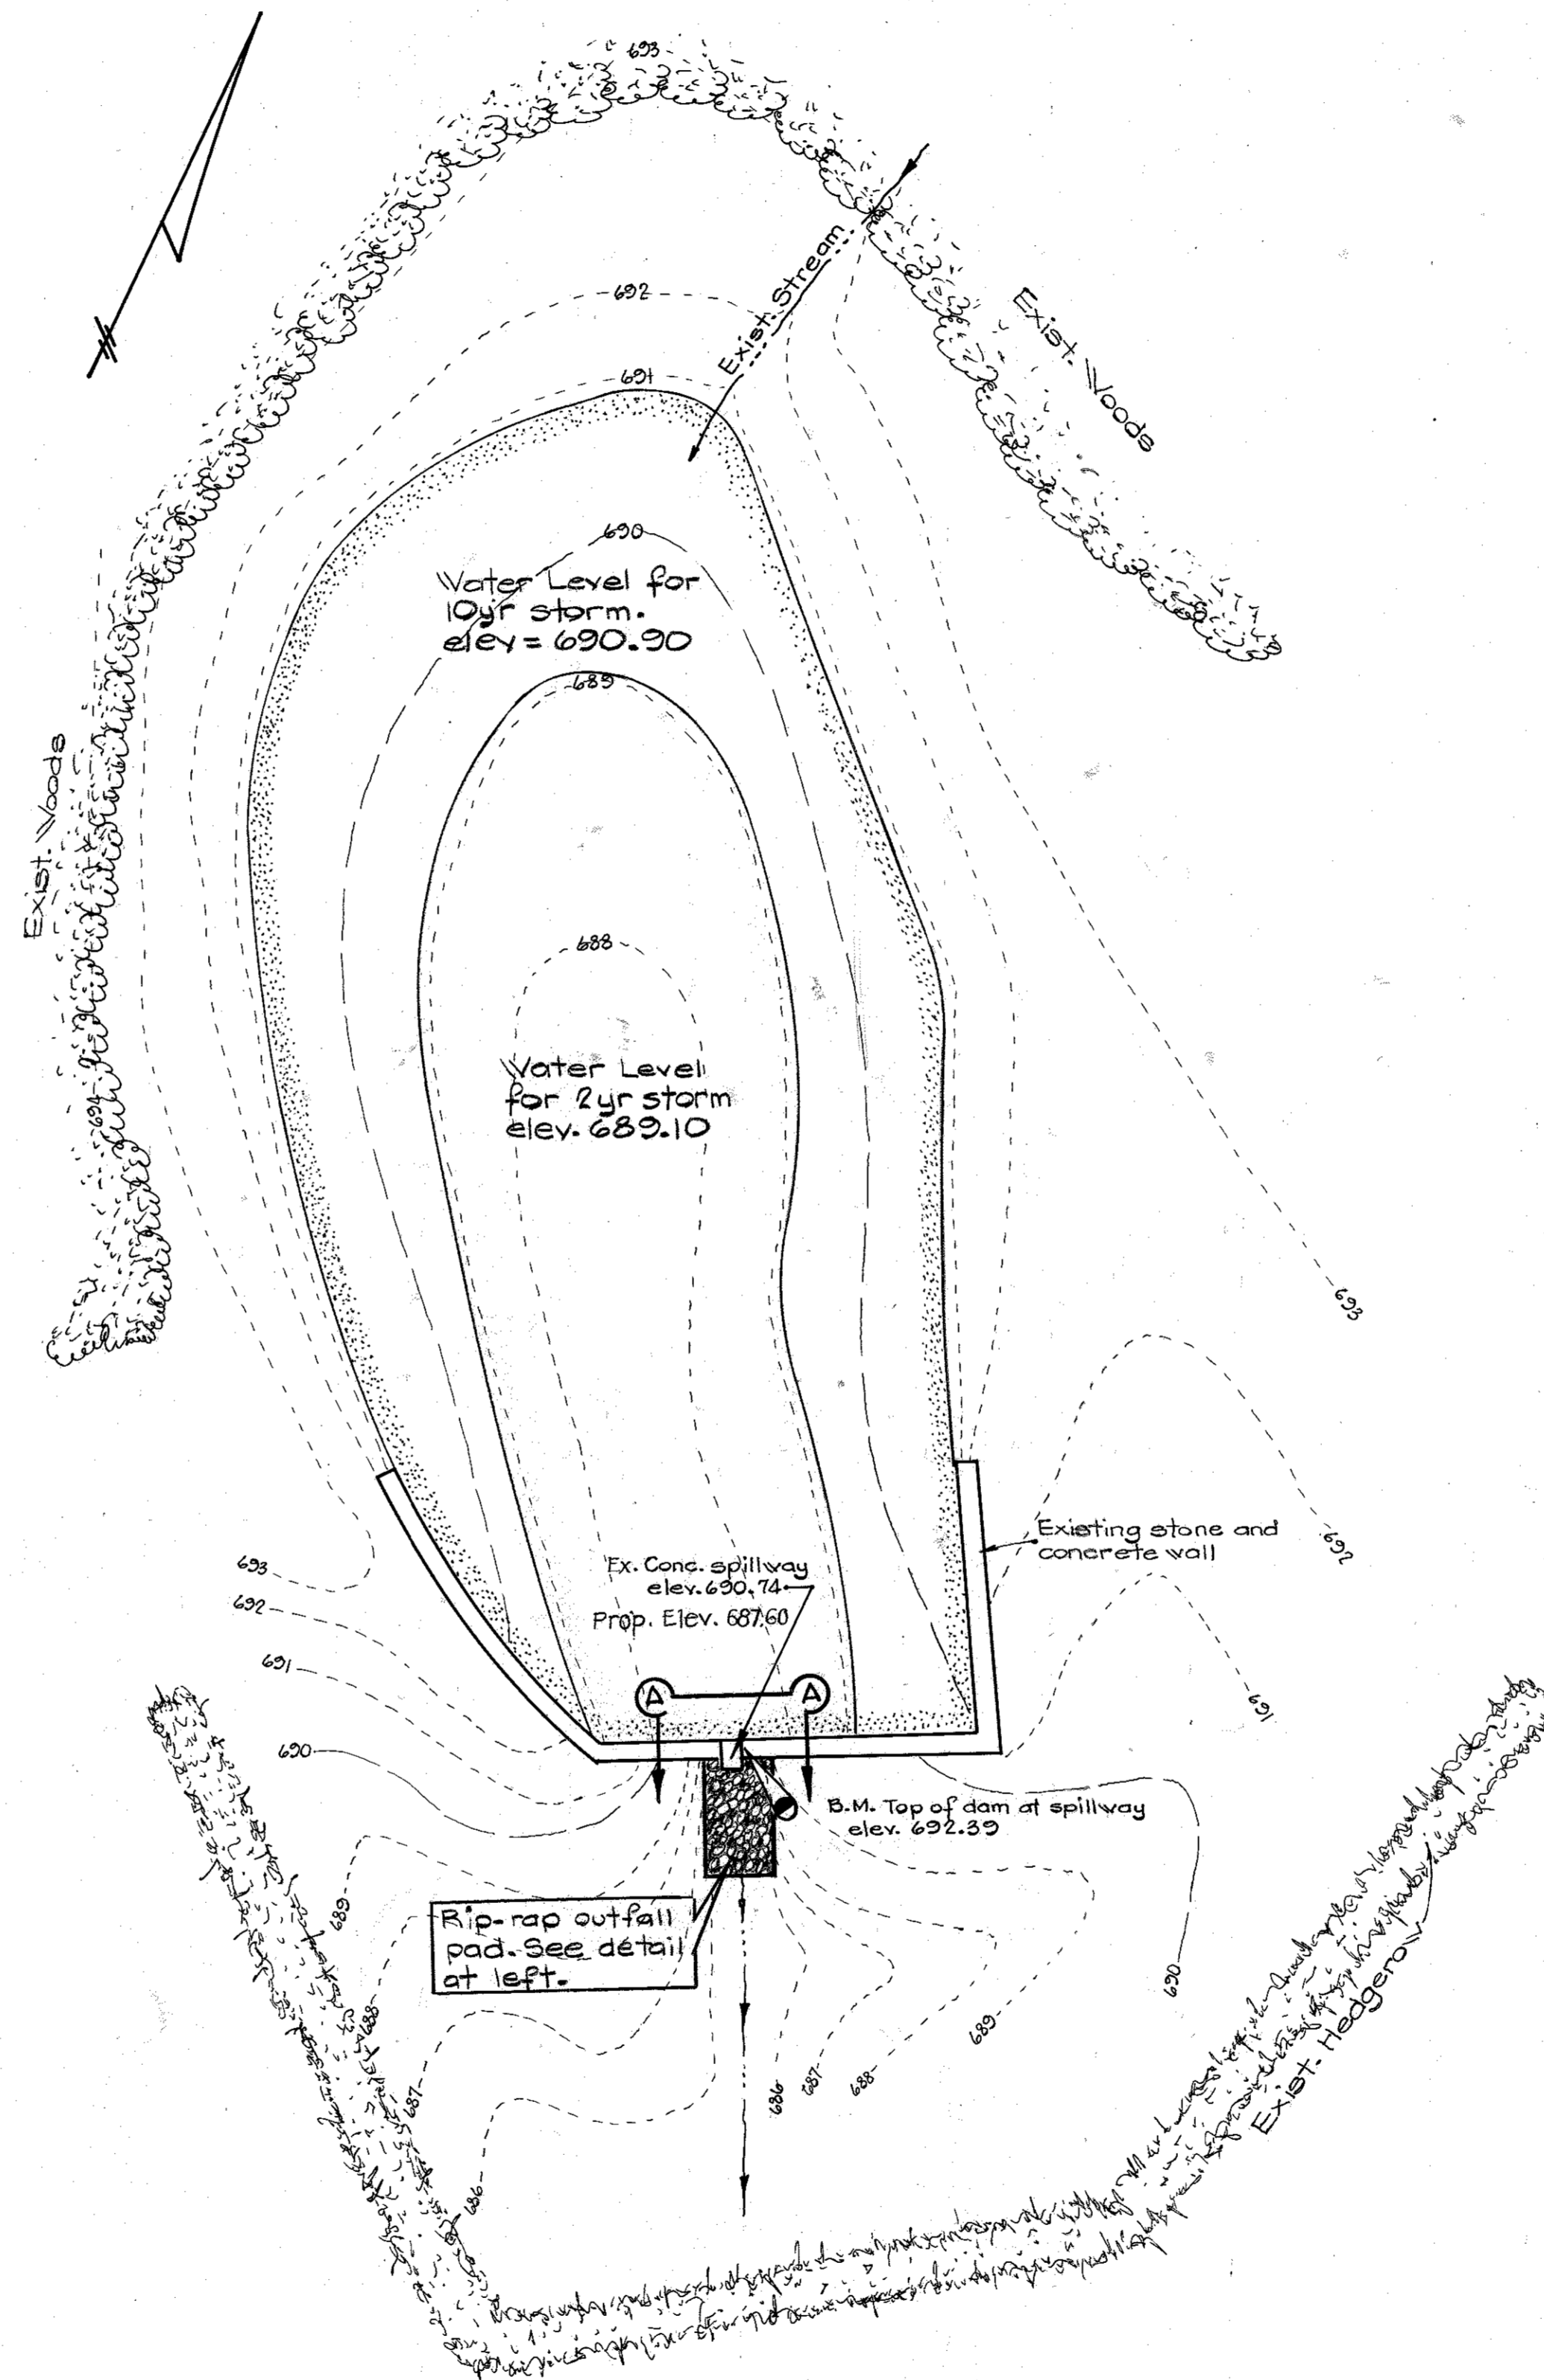 693
Exist. Stream
Exist. Woods
692
691
690
Water Level for
10yr storm.
elev = 690.90
689
Exist. Woods
688
Water Level
for 2yr storm
elev. 689.10
694
693
692
Existing stone and
concrete wall
Ex. Conc. spillway
elev. 690.74
Prop. Elev. 687.60
693
692
691
691
A A
690
B.M. Top of dam at spillway
elev. 692.39
689
Rip-rap outfall
pad. See detail
at left.
690
689
688
688
687
686
687
686
Exist. Hedgerow